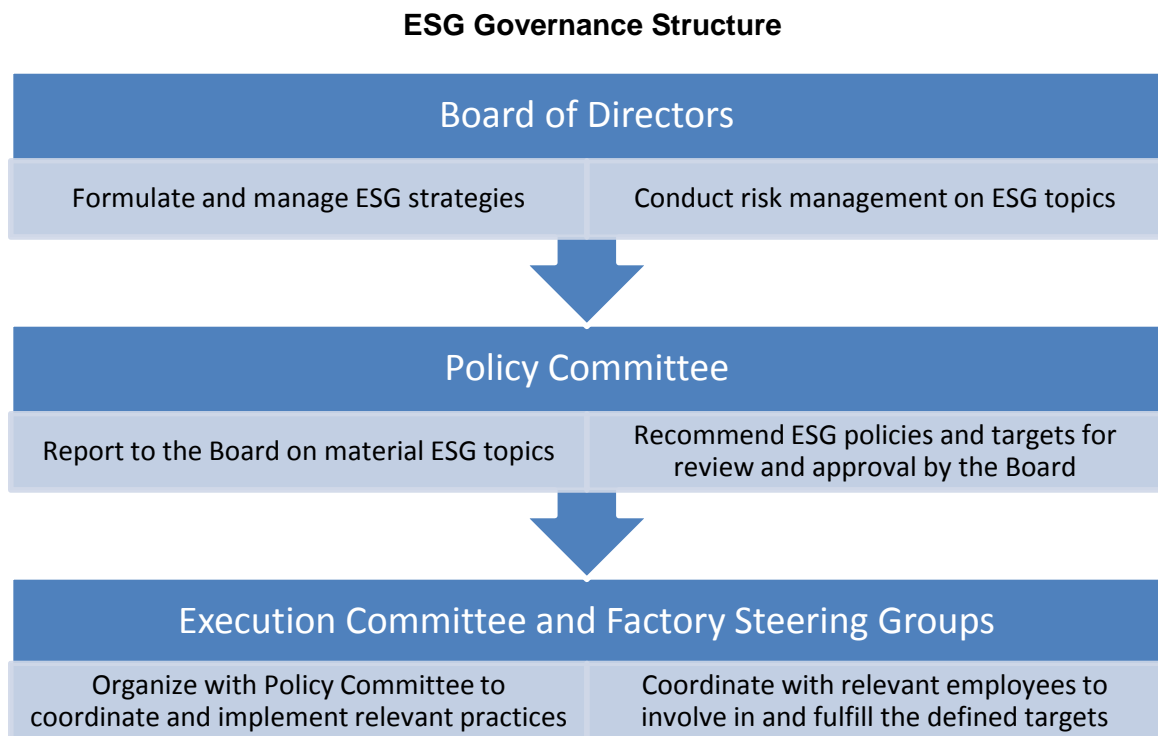 ESG Governance Structure
Board of Directors
Formulate and manage ESG strategies
Conduct risk management on ESG topics
Policy Committee
Report to the Board on material ESG topics
Recommend ESG policies and targets for
review and approval by the Board
Execution Committee and Factory Steering Groups
Organize with Policy Committee to
coordinate and implement relevant practices
Coordinate with relevant employees to
involve in and fulfill the defined targets